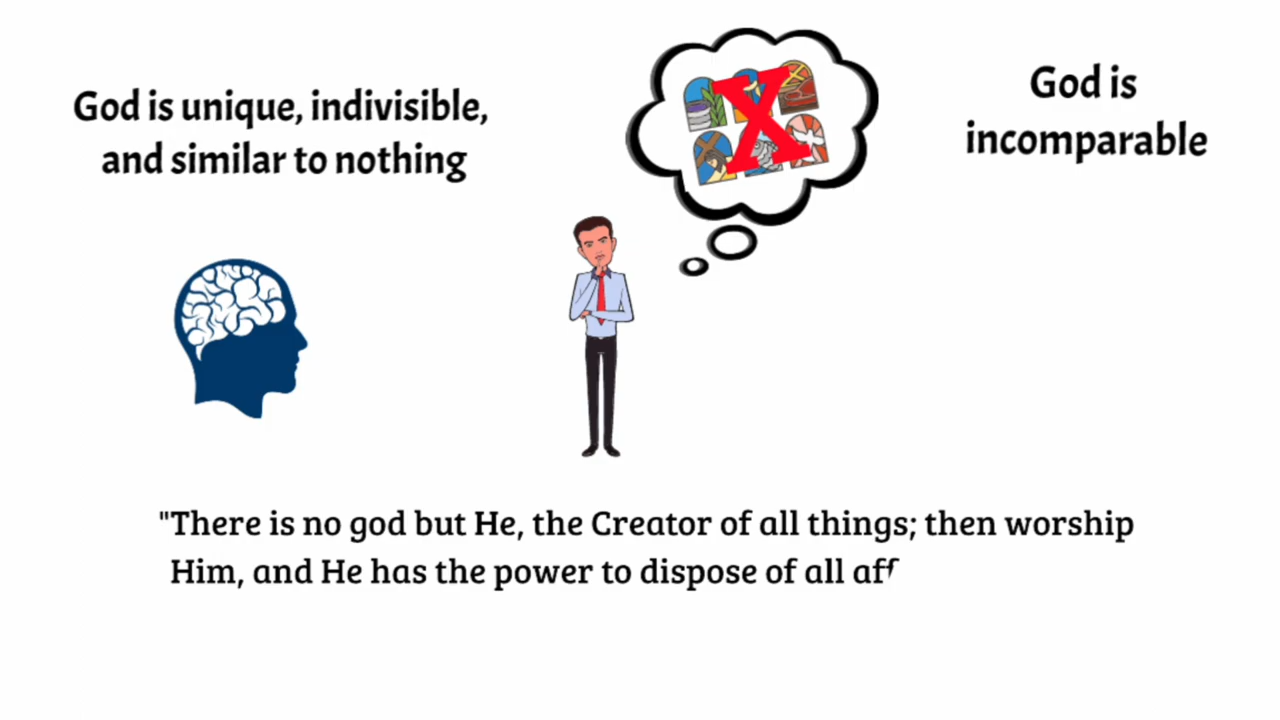 God is unique, indivisible,
and similar to nothing
God is
incomparable
"There is no god but He, the Creator of all things; then worship
Him, and He has the power to dispose of all aff